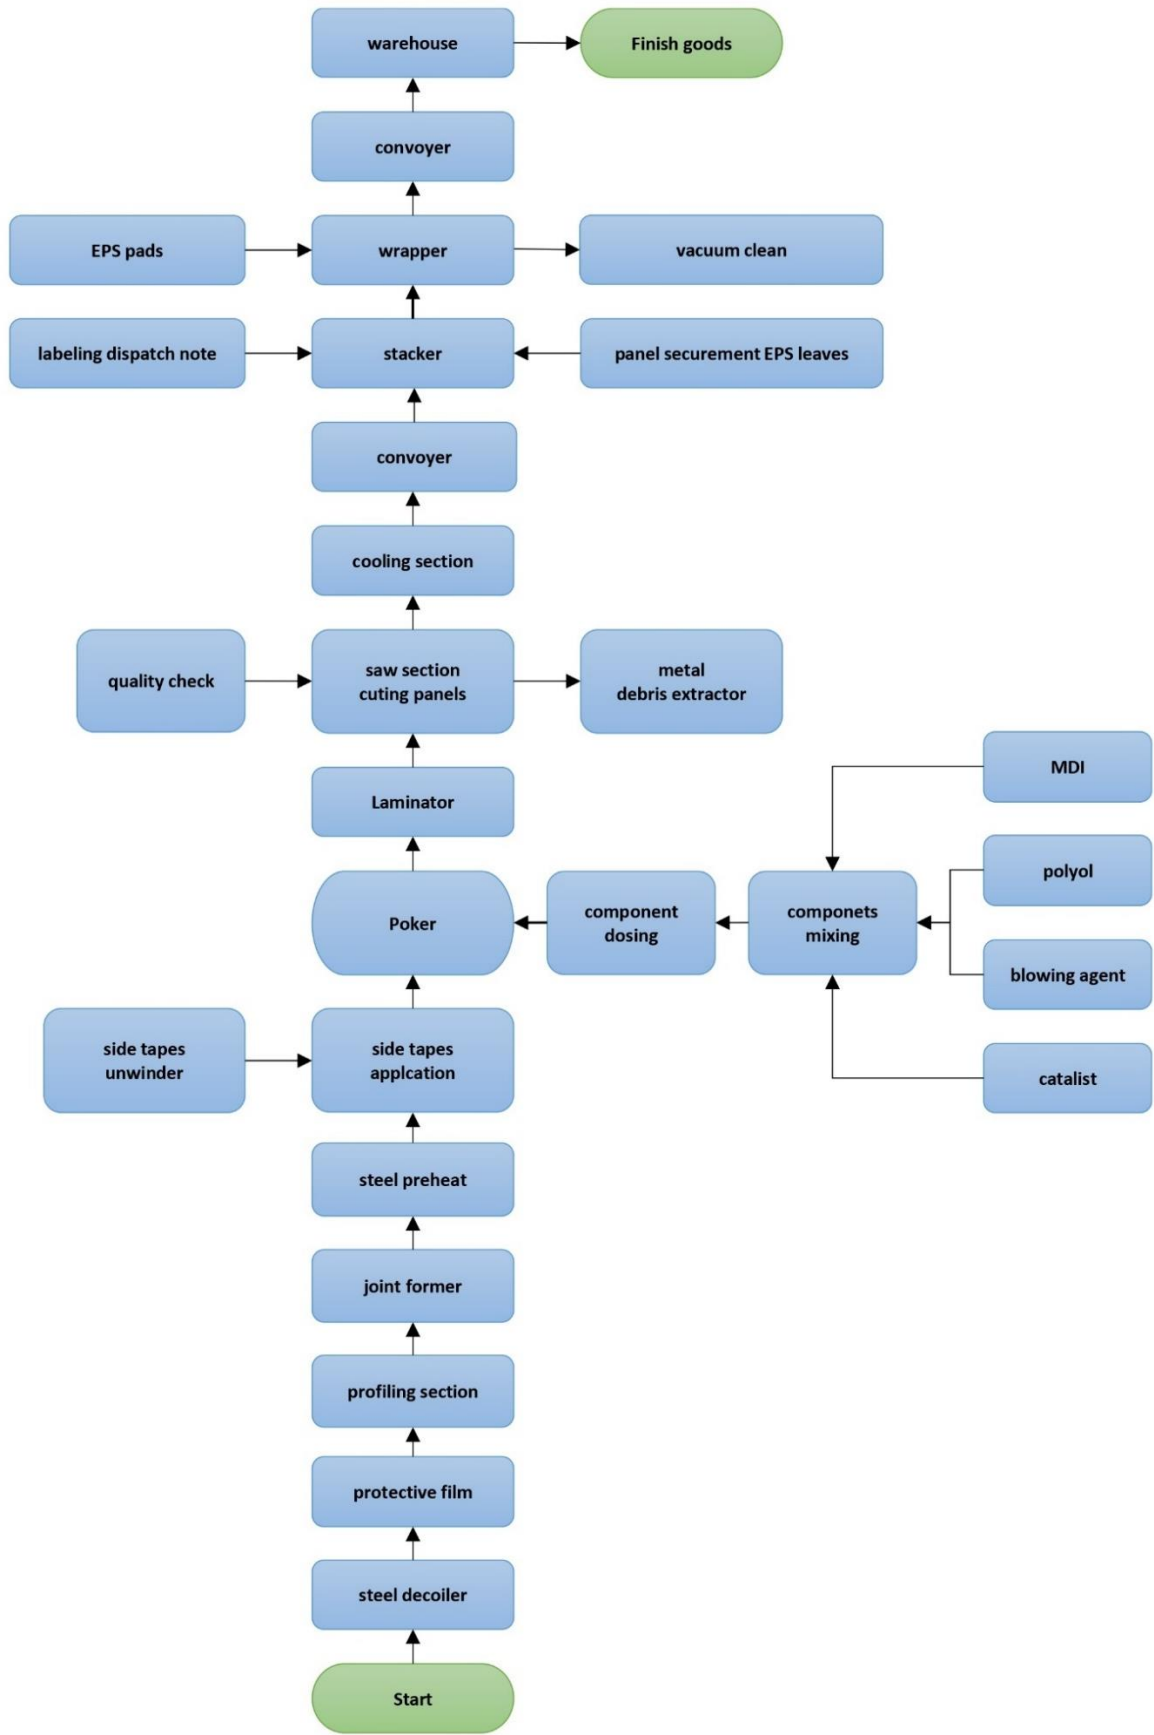 warehouse
Finish goods
convoyer
EPS pads
wrapper
vacuum clean
labeling dispatch note
stacker
panel securement EPS leaves
convoyer
cooling section
quality check
saw section
cuting panels
metal
debris extractor
MDI
Laminator
polyol
Poker
component
dosing
componets
mixing
blowing agent
side tapes
unwinder
side tapes
applcation
catalist
steel preheat
joint former
profiling section
protective film
steel decoiler
Start